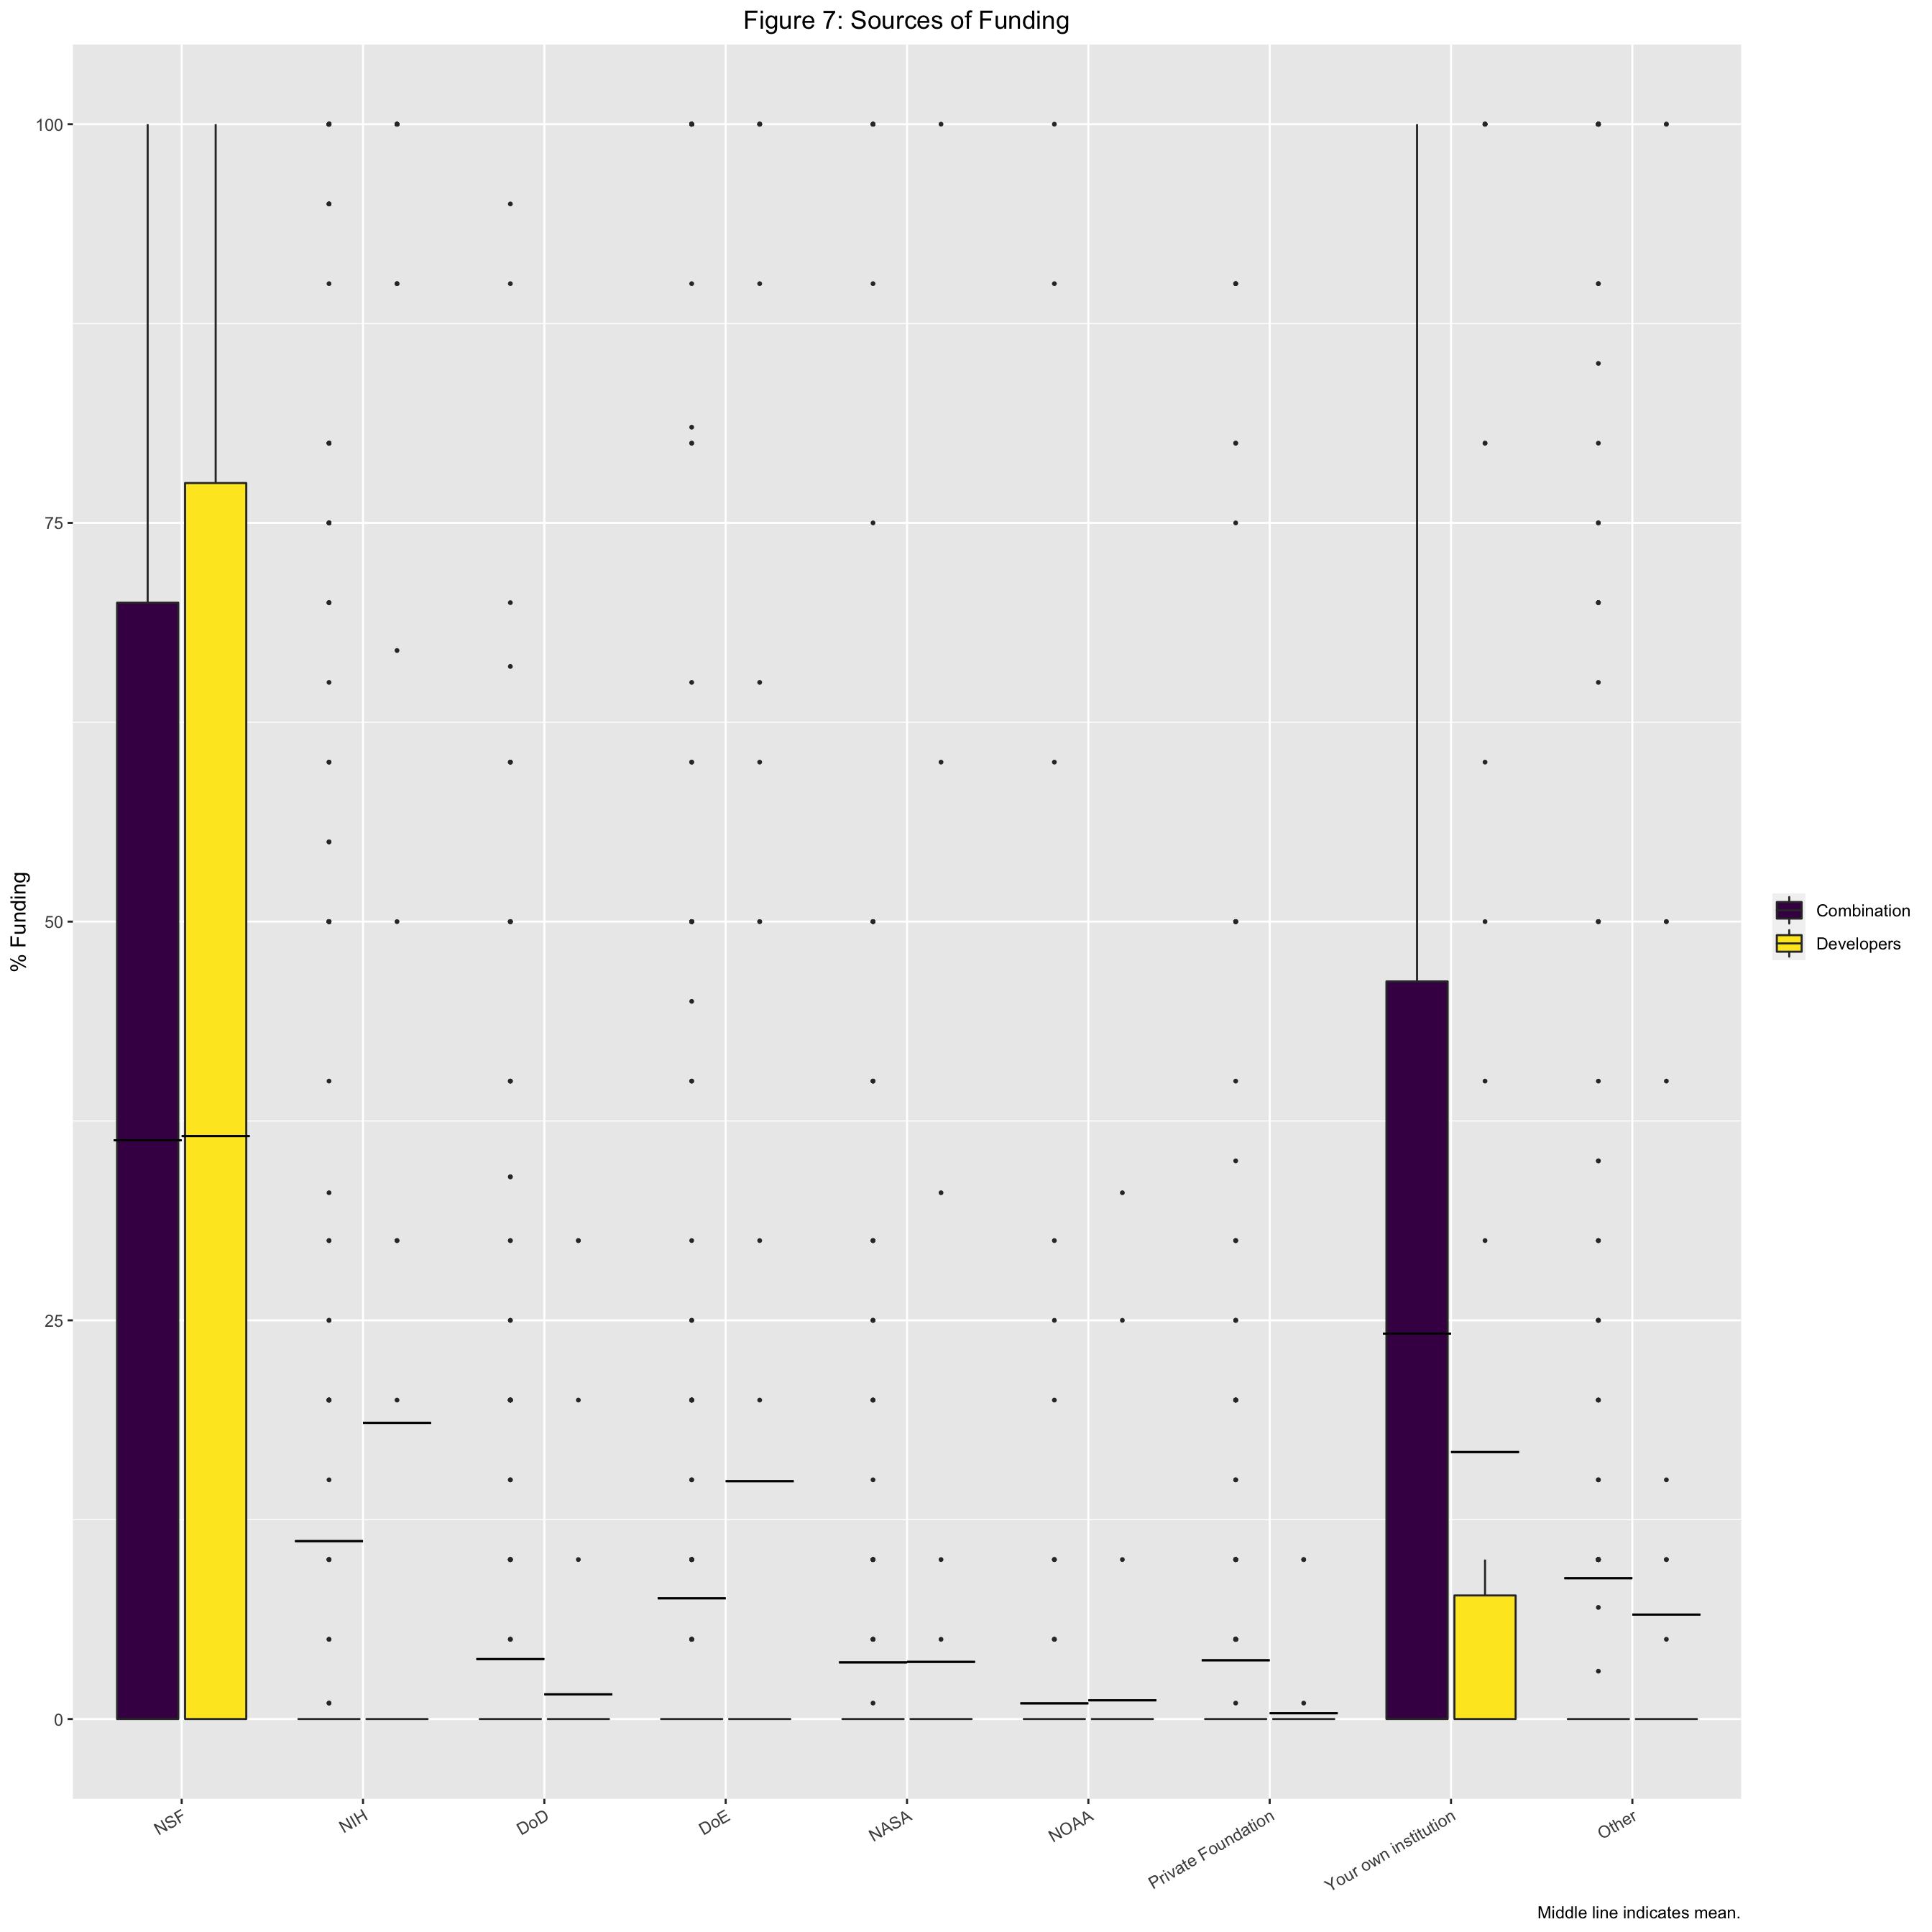 Figure 7: Sources of Funding
% Funding
100
75
50
25
0
NSF
NIH
DoD
DoE
NASA
NOAA
Private Foundation
Your own institution
Other
Combination
Developers
Middle line indicates mean.